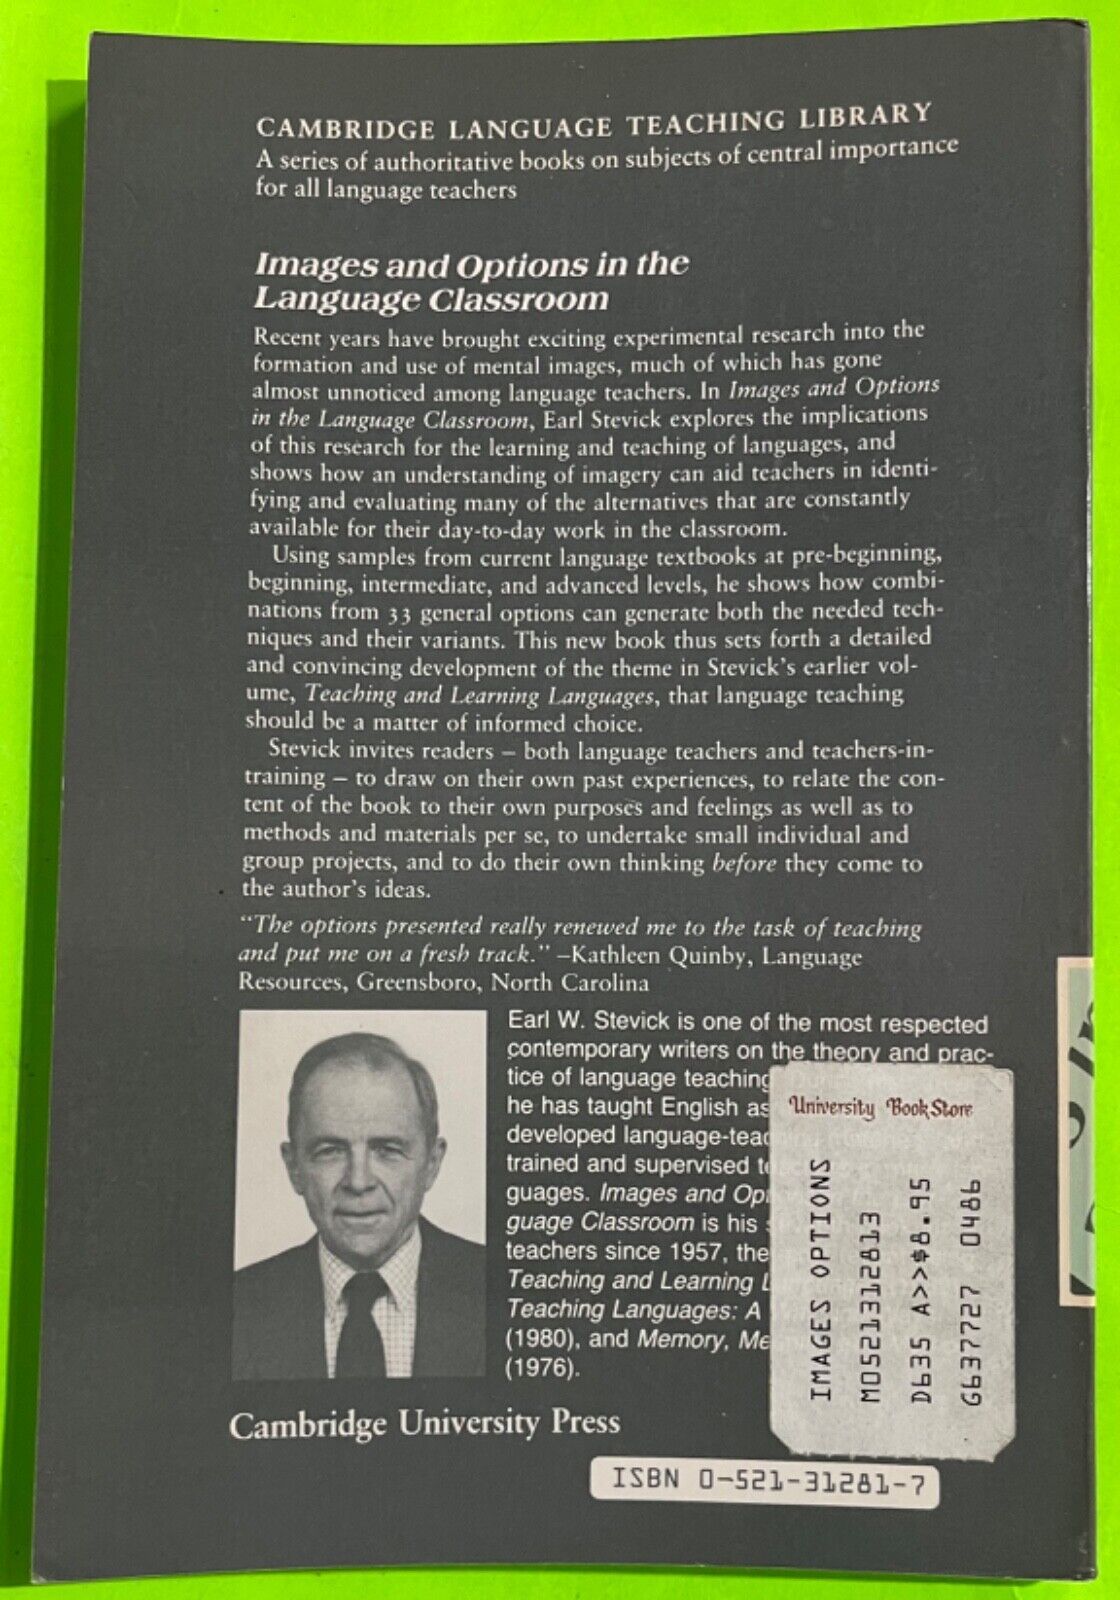 CAMBRIDGE LANGUAGE TEACHING LIBRARY
A series of authoritative books on subjects of central importance
for all language teachers
Images and Options in the
Language Classroom
Recent years have brought exciting experimental research into the
formation and use of mental images, much of which has gone
almost unnoticed among language teachers. In Images and Options
in the Language Classroom, Earl Stevick explores the implications
of this research for the learning and teaching of languages, and
shows how an understanding of imagery can aid teachers in identi-
fying and evaluating many of the alternatives that are constantly
available for their day-to-day work in the classroom.
Using samples from current language textbooks at pre-beginning,
beginning, intermediate, and advanced levels, he shows how combi-
nations from 33 general options can generate both the needed tech-
niques and their variants. This new book thus sets forth a detailed
and convincing development of the theme in Stevick's earlier vol-
ume, Teaching and Learning Languages, that language teaching
should be a matter of informed choice.
Stevick invites readers – both language teachers and teachers-in-
training – to draw on their own past experiences, to relate the con-
tent of the book to their own purposes and feelings as well as to
methods and materials per se, to undertake small individual and
group projects, and to do their own thinking before they come to
the author's ideas.
"The options presented really renewed me to the task of teaching
and put me on a fresh track." –Kathleen Quinby, Language
Resources, Greensboro, North Carolina
Earl W. Stevick is one of the most respected
contemporary writers on the theory and prac-
tice of language teaching
he has taught English as
developed
trained and supervised
guages. Images and
guage Classroom is his
teachers since 1957, the
Teaching and Learning
Teaching Languages: A
(1980), and Memory,
(1976).
University Book Store
IMAGES OPTIONS
M0521312813
D635 A>>$8.95
G637727 0486
Cambridge University Press
ISBN 0-521-31281-7